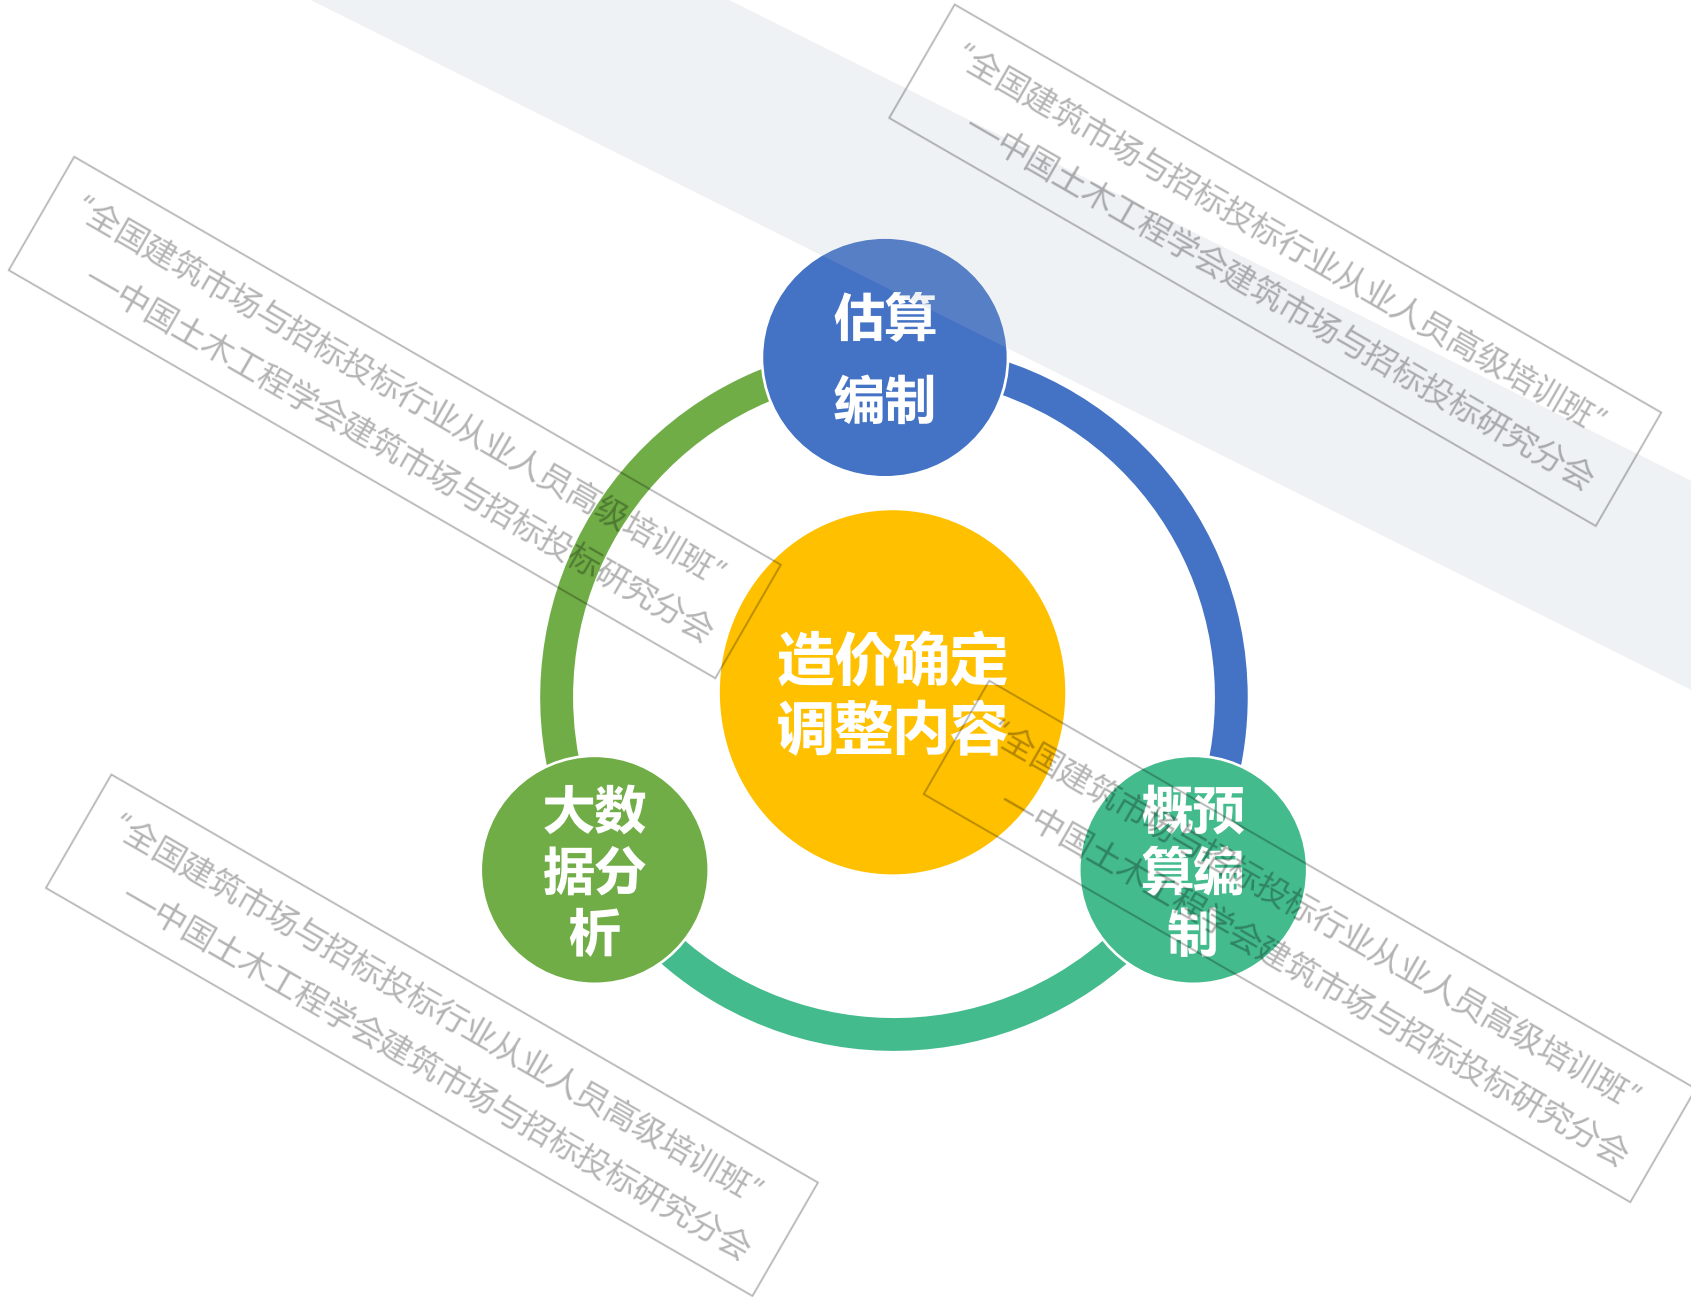 “全国建筑市场与招标投标行业从业人员高级培训班”
—中国土木工程学会建筑市场与招标投标研究分会
“全国建筑市场与招标投标行业从业人员高级培训班”
—中国土木工程学会建筑市场与招标投标研究分会
估算
编制
造价确定
调整内容
大数
据分
析
概预
算编
制
“全国建筑市场与招标投标行业从业人员高级培训班”
—中国土木工程学会建筑市场与招标投标研究分会
“全国建筑市场与招标投标行业从业人员高级培训班”
—中国土木工程学会建筑市场与招标投标研究分会